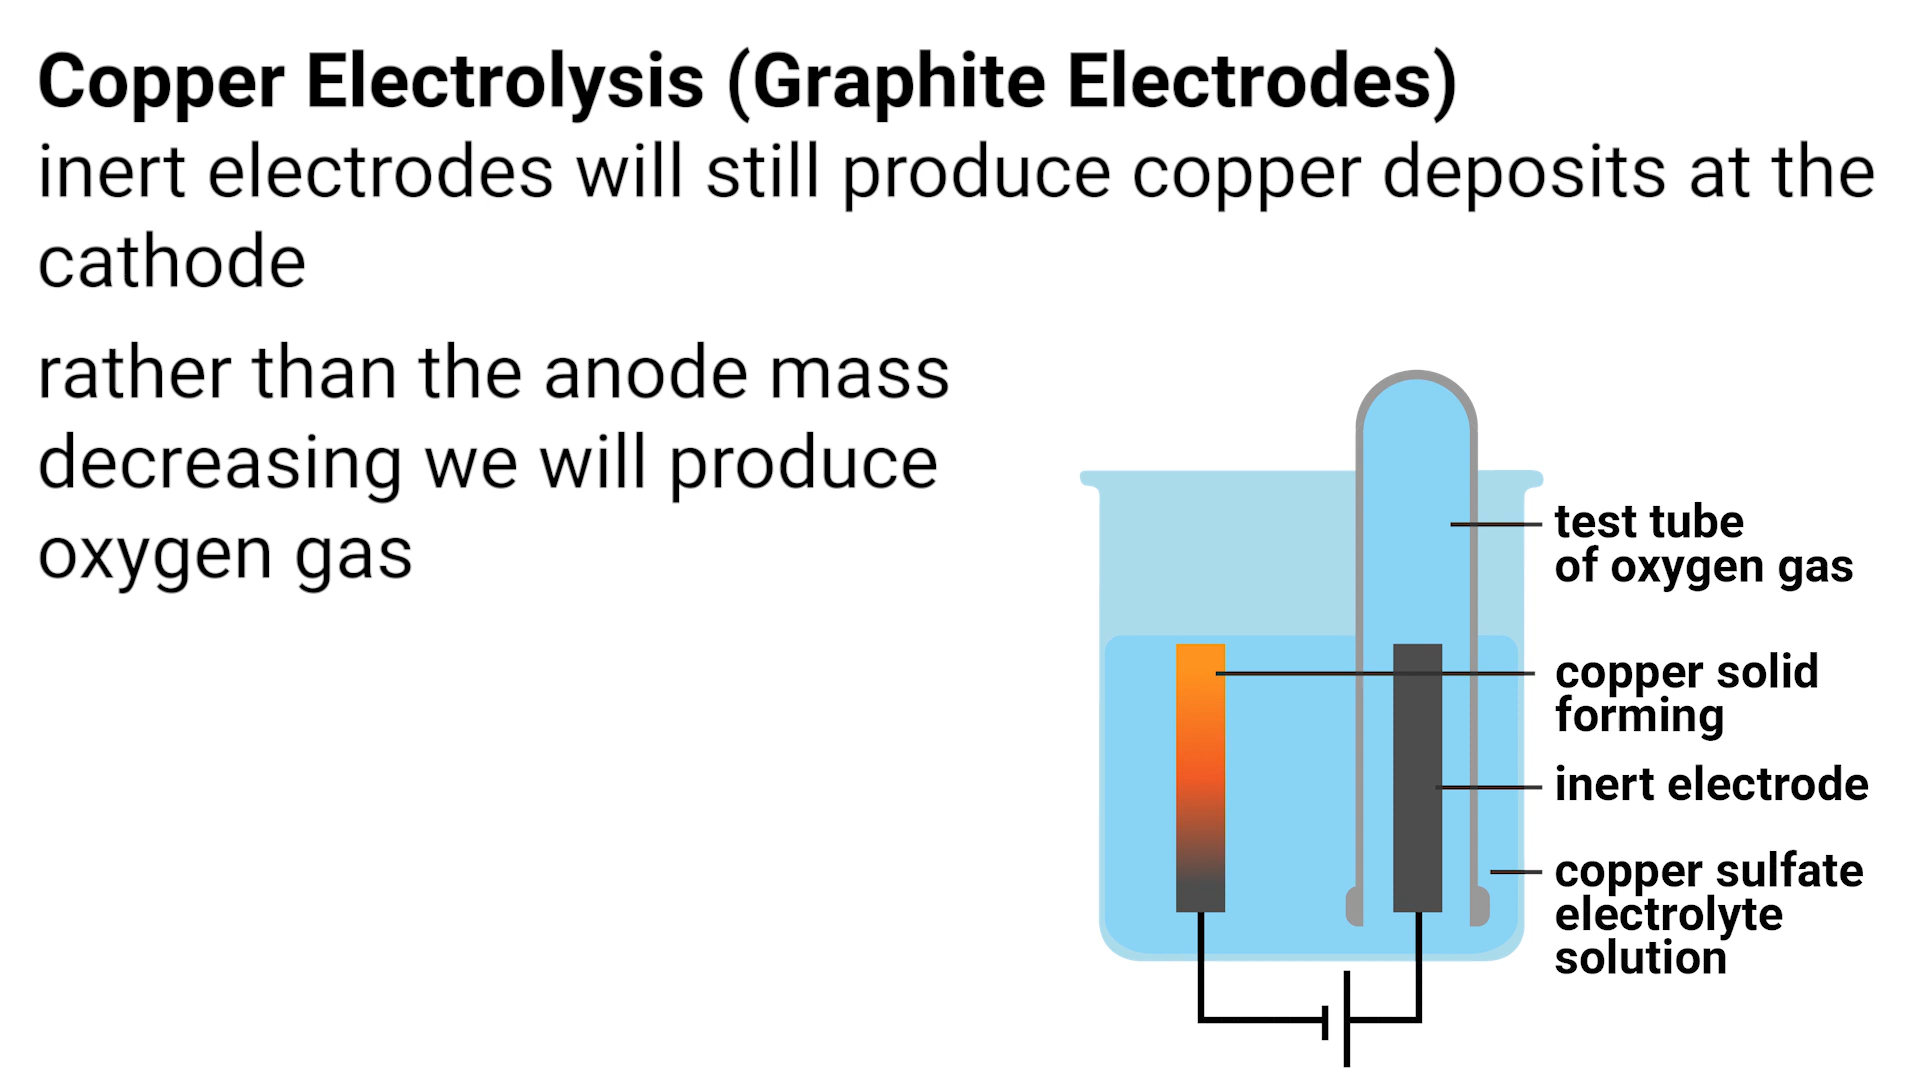 Copper Electrolysis (Graphite Electrodes)
inert electrodes will still produce copper deposits at the
cathode
rather than the anode mass
decreasing we will produce
oxygen gas
test tube
of oxygen gas
copper solid
forming
inert electrode
copper sulfate
electrolyte
solution